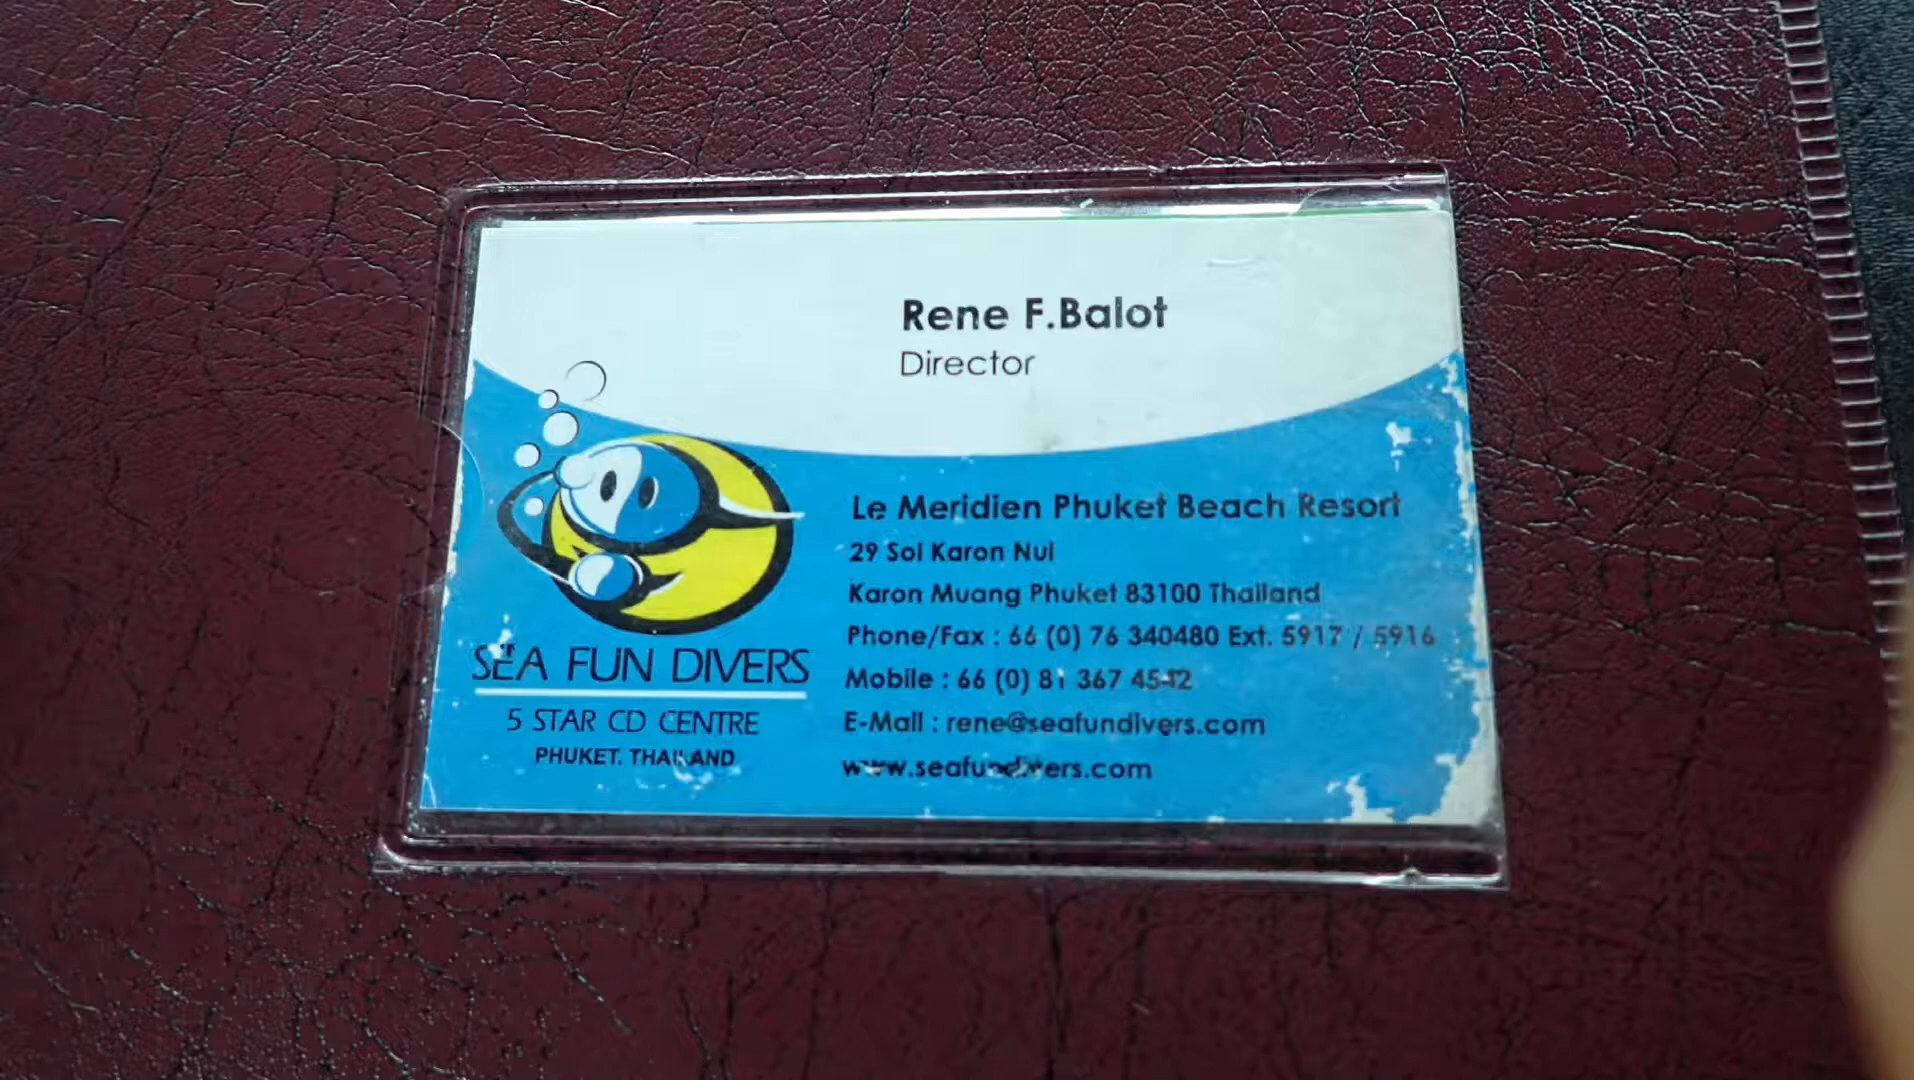 Rene F.Balot
Director
Le Meridien Phuket Beach Resort
29 Soi Karon Nui
Karon Muang Phuket 83100 Thailand
Phone/Fax : 66 (0) 76 340480 Ext. 5917 / 5916
Mobile : 66 (0) 81 367 4542
E-Mail : rene@seafundivers.com
www.seafundivers.com
SEA FUN DIVERS
5 STAR CD CENTRE
PHUKET. THAILAND